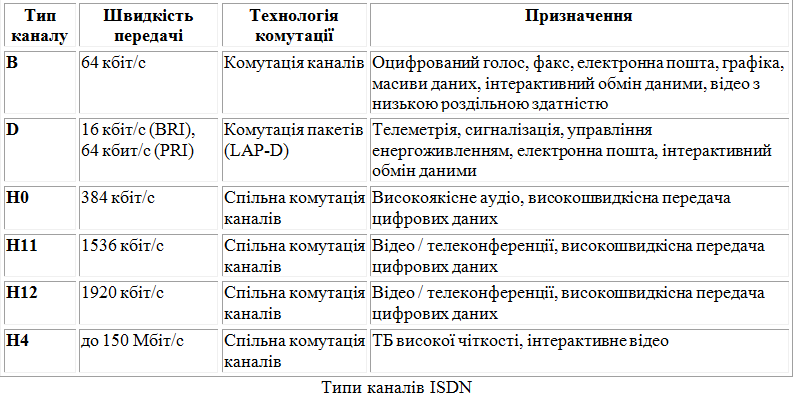 Тип каналу
Швидкість передачі
Технологія комутації
Призначення
B
64 кбіт/с
Комутація каналів
Оцифрований голос, факс, електронна пошта, графіка,
масиви даних, інтерактивний обмін даними, відео з
низькою роздільною здатністю
D
16 кбіт/с (BRI),
64 кбит/с (PRI)
Комутація пакетів
(LAP-D)
Телеметрія, сигналізація, управління
енергоживленням, електронна пошта, інтерактивний
обмін даними
H0
384 кбіт/с
Спільна комутація
каналів
Високоякісне аудіо, високошвидкісна передача
цифрових даних
H11
1536 кбіт/с
Спільна комутація
каналів
Відео / телеконференції, високошвидкісна передача
цифрових даних
H12
1920 кбіт/с
Спільна комутація
каналів
Відео / телеконференції, високошвидкісна передача
цифрових даних
H4
до 150 Мбіт/с
Спільна комутація
каналів
ТБ високої чіткості, інтерактивне відео
Типи каналів ISDN